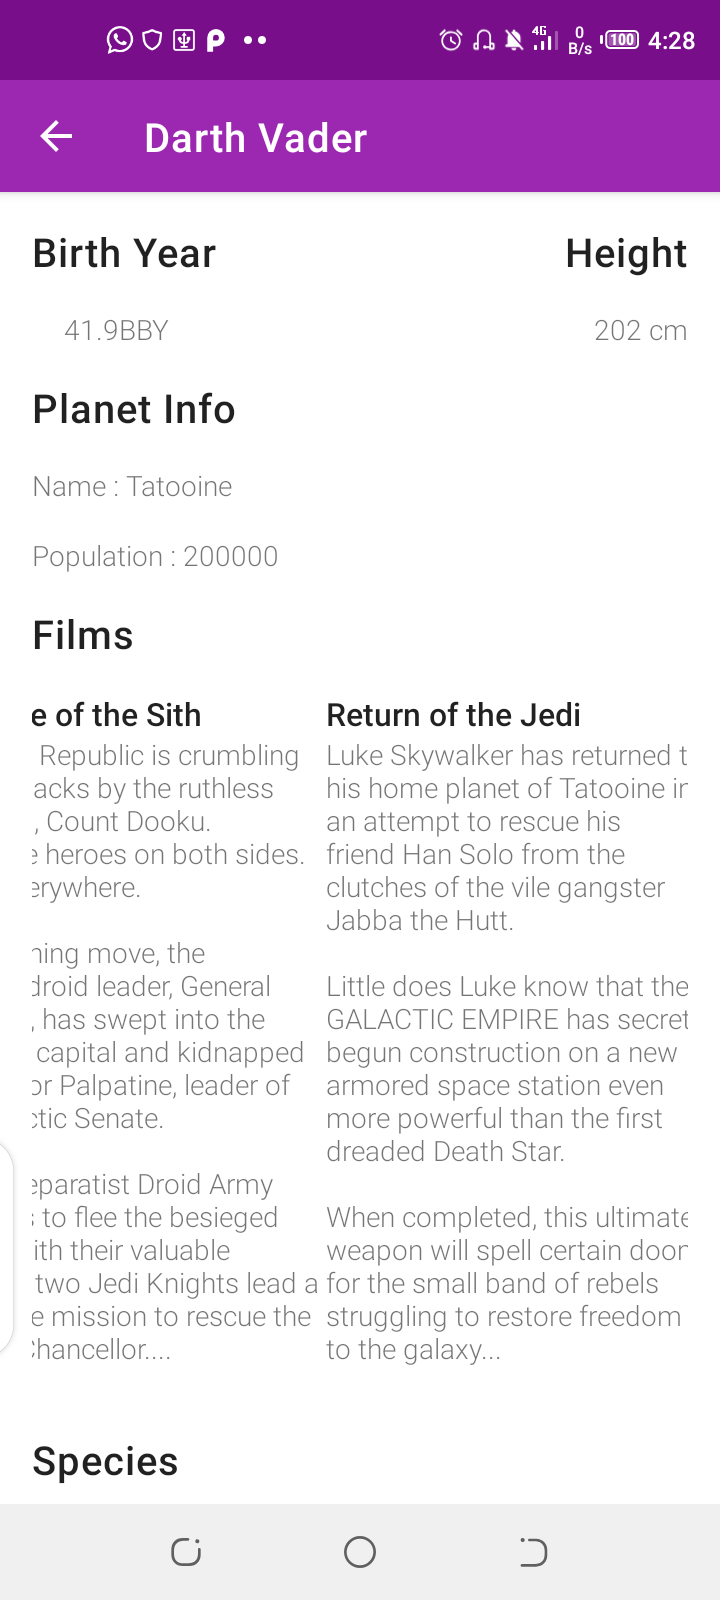 4G
0
B/s
100
4:28
Darth Vader
Birth Year
Height
41.9BBY
202 cm
Planet Info
Name : Tatooine
Population : 200000
Films
e of the Sith
Republic is crumbling
acks by the ruthless
, Count Dooku.
e heroes on both sides.
erywhere.
ning move, the
droid leader, General
, has swept into the
capital and kidnapped
or Palpatine, leader of
ctic Senate.
eparatist Droid Army
s to flee the besieged
ith their valuable
two Jedi Knights lead a
e mission to rescue the
Chancellor....
Return of the Jedi
Luke Skywalker has returned t
his home planet of Tatooine in
an attempt to rescue his
friend Han Solo from the
clutches of the vile gangster
Jabba the Hutt.
Little does Luke know that the
GALACTIC EMPIRE has secret
begun construction on a new
armored space station even
more powerful than the first
dreaded Death Star.
When completed, this ultimate
weapon will spell certain doom
for the small band of rebels
struggling to restore freedom
to the galaxy...
Species